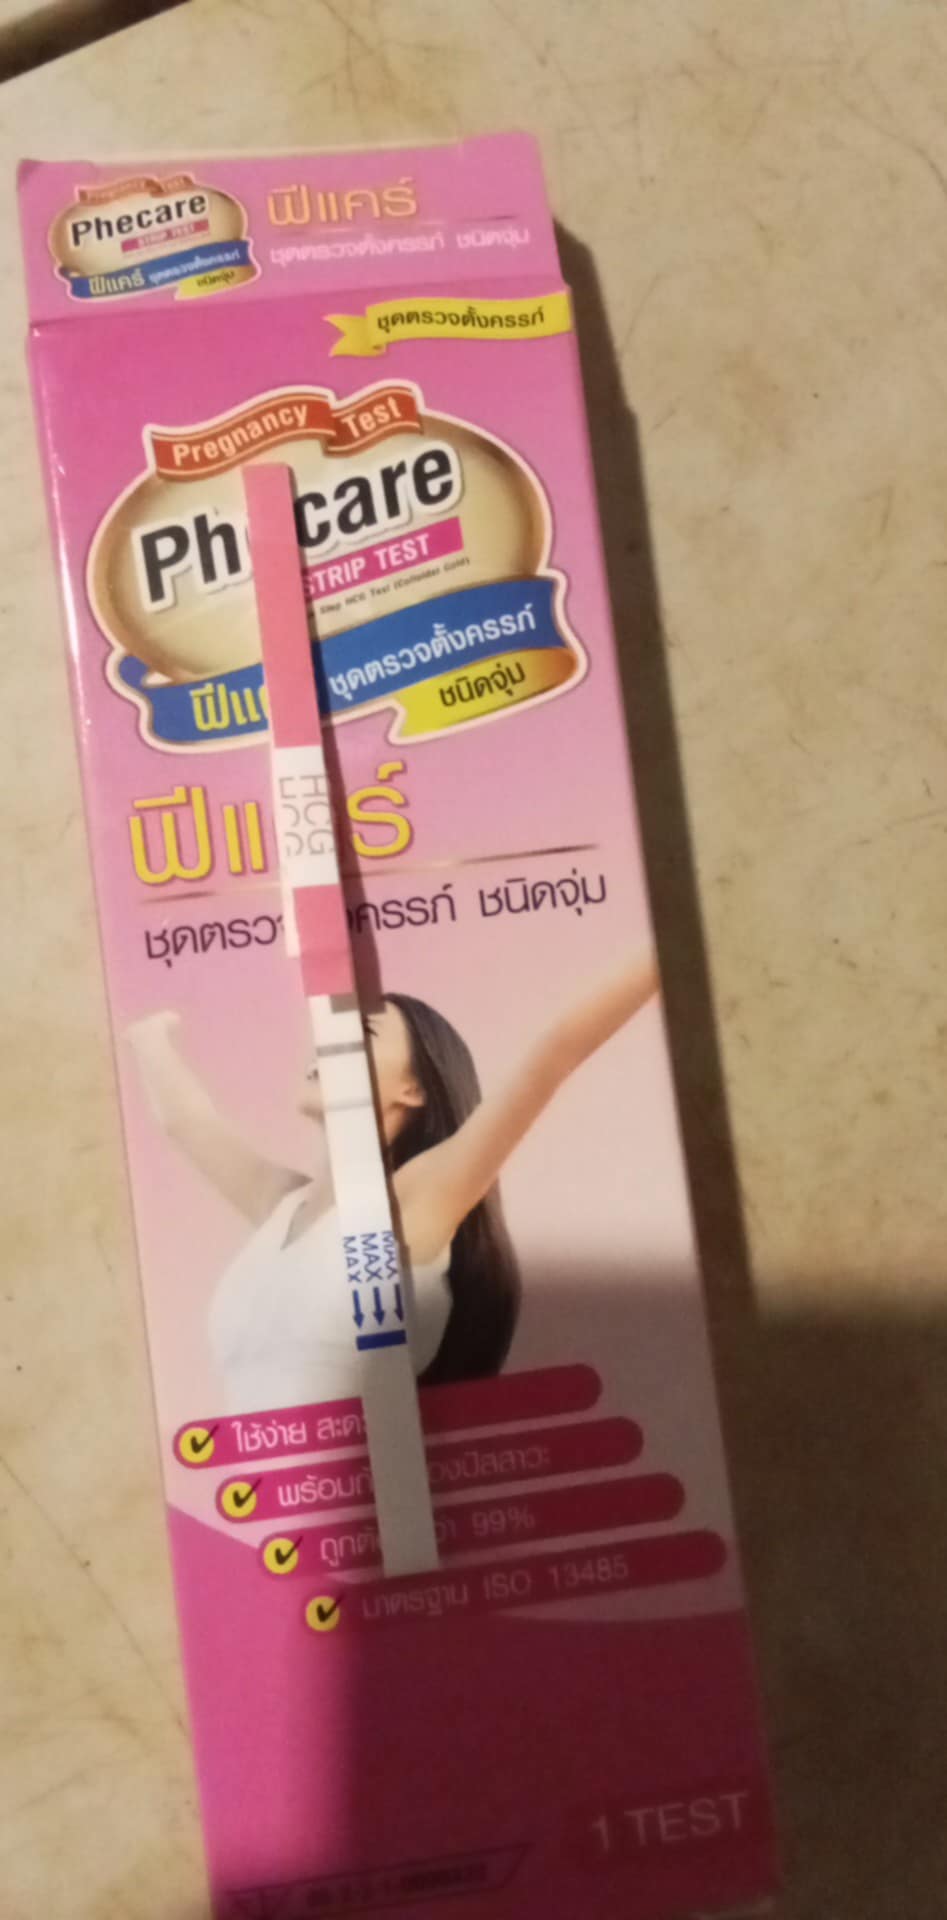 Pregnancy Test
Phecare
STRIP TEST
ฟีแคร์ ชุดตรวจตั้งครรภ์
ชนิดจุ่ม
ฟีแคร์
ชุดตรวจตั้งครรภ์ ชนิดจุ่ม
ชุดตรวจตั้งครรภ์
Pregnancy Test
Ph care
STRIP TEST
Step HCG Test (Colloidal Gold)
ฟีแ ชุดตรวจตั้งครรภ์
ชนิดจุ่ม
HCG
ฟีแ ร์
ชุดตรว ครรภ์ ชนิดจุ่ม
MAX MAX MAX
ใช้ง่าย
พร้อม
99%
มาตรฐาน ISO 13485
1 TEST